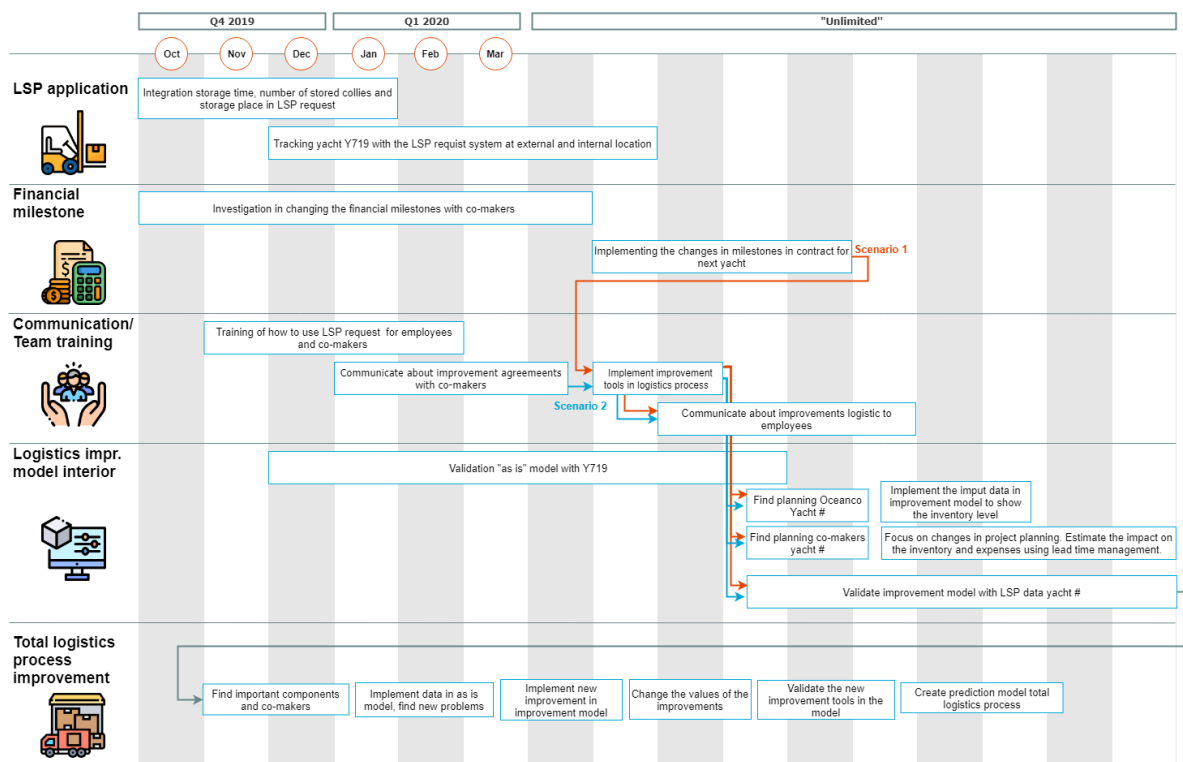 Q4 2019
Q1 2020
"Unlimited"
Oct
Nov
Dec
Jan
Feb
Mar
LSP application
Integration storage time, number of stored collies and
storage place in LSP request
Tracking yacht Y719 with the LSP requist system at external and internal location
Financial
milestone
Investigation in changing the financial milestones with co-makers
Implementing the changes in milestones in contract for
next yacht
Scenario 1
Communication/
Team training
Training of how to use LSP request for employees
and co-makers
Communicate about improvement agreemeents
with co-makers
Implement improvement
tools in logistics process
Scenario 2
Communicate about improvements logistic to
employees
Logistics impr.
model interior
Validation "as is" model with Y719
Find planning Oceanco
Yacht #
Implement the imput data in
improvement model to show
the inventory level
Find planning co-makers
yacht #
Focus on changes in project planning. Estimate the impact on
the inventory and expenses using lead time management.
Validate improvement model with LSP data yacht #
Total logistics
process
improvement
Find important components
and co-makers
Implement data in as is
model, find new problems
Implement new
improvement in
improvement model
Change the values of the
improvements
Validate the new
improvement tools in the
model
Create prediction model total
logistics process